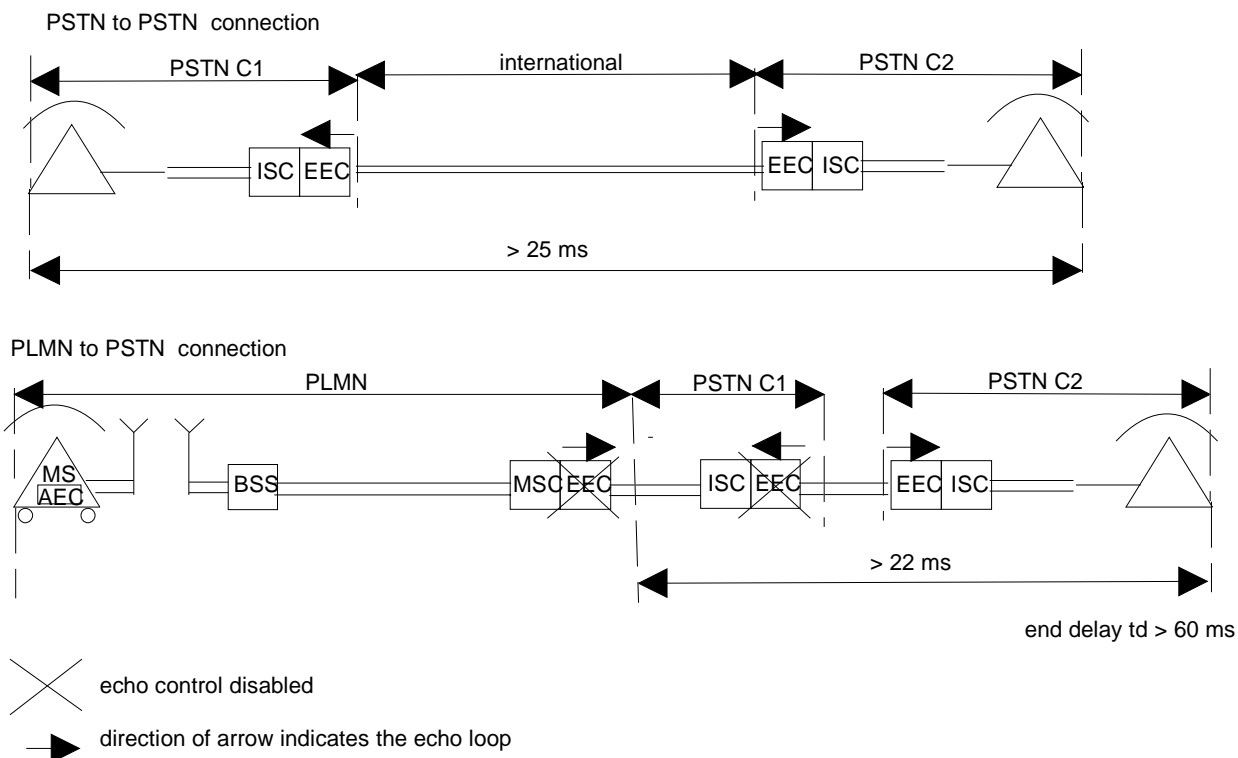 PSTN to PSTN connection
PSTN C1
international
PSTN C2
ISC EEC
EEC ISC
> 25 ms
PLMN to PSTN connection
PLMN
PSTN C1
PSTN C2
MS
AEC
BSS
MSC EEC
ISC EEC
EEC ISC
> 22 ms
end delay td > 60 ms
echo control disabled
direction of arrow indicates the echo loop